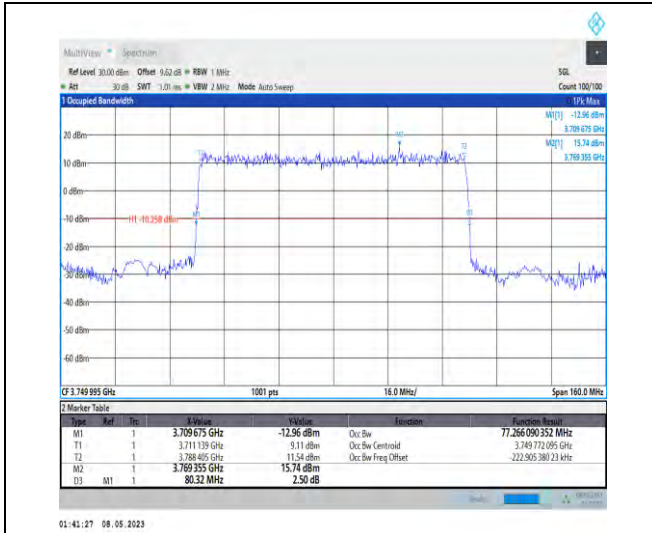 MultiView Spectrum
Ref Level 30.00 dBm Offset 9.62 dB RBW 1 MHz SGL
Att 30 dB SWT 1.01 ms VBW 2 MHz Mode Auto Sweep Count 100/100
1 Occupied Bandwidth 1Pk Max
M1[1] -12.96 dBm
3.709 675 GHz
M2[1] 15.74 dBm
3.769 355 GHz
20 dBm
10 dBm
0 dBm
-10 dBm
H1 -10.258 dBm
-20 dBm
-30 dBm
-40 dBm
-50 dBm
-60 dBm
M1
T2
CF 3.749 995 GHz 1001 pts 16.0 MHz/ Span 160.0 MHz
2 Marker Table
Type Ref Trc X-Value Y-Value Function Function Result
M1 1 3.709 675 GHz -12.96 dBm Occ Bw 77.266 090 352 MHz
T1 1 3.711 139 GHz 9.11 dBm Occ Bw Centroid 3.749 772 095 GHz
T2 1 3.788 405 GHz 11.54 dBm Occ Bw Freq Offset -222.905 380 23 kHz
M2 1 3.769 355 GHz 15.74 dBm
D3 M1 1 80.32 MHz 2.50 dB
01:41:27 08.05.2023